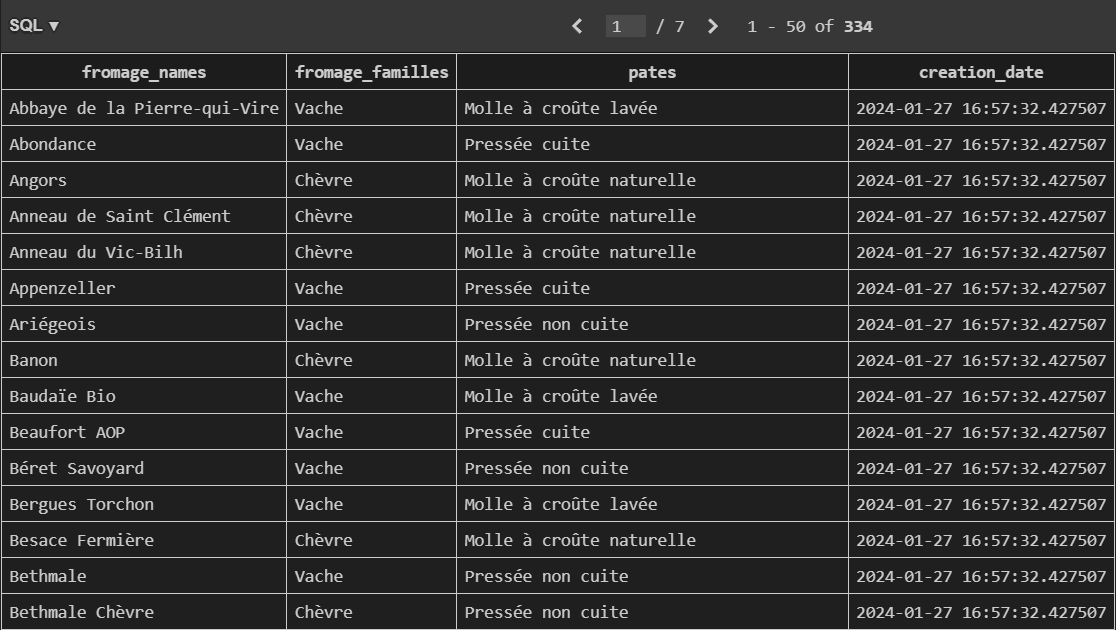 SQL ▼ 1 / 7 1 - 50 of 334
fromage_names fromage_familles pates creation_date
Abbaye de la Pierre-qui-Vire Vache Molle à croûte lavée 2024-01-27 16:57:32.427507
Abondance Vache Pressée cuite 2024-01-27 16:57:32.427507
Angors Chèvre Molle à croûte naturelle 2024-01-27 16:57:32.427507
Anneau de Saint Clément Chèvre Molle à croûte naturelle 2024-01-27 16:57:32.427507
Anneau du Vic-Bilh Chèvre Molle à croûte naturelle 2024-01-27 16:57:32.427507
Appenzeller Vache Pressée cuite 2024-01-27 16:57:32.427507
Ariégeois Vache Pressée non cuite 2024-01-27 16:57:32.427507
Banon Chèvre Molle à croûte naturelle 2024-01-27 16:57:32.427507
Baudaïe Bio Vache Molle à croûte lavée 2024-01-27 16:57:32.427507
Beaufort AOP Vache Pressée cuite 2024-01-27 16:57:32.427507
Béret Savoyard Vache Pressée non cuite 2024-01-27 16:57:32.427507
Bergues Torchon Vache Molle à croûte lavée 2024-01-27 16:57:32.427507
Besace Fermière Chèvre Molle à croûte naturelle 2024-01-27 16:57:32.427507
Bethmale Vache Pressée non cuite 2024-01-27 16:57:32.427507
Bethmale Chèvre Chèvre Pressée non cuite 2024-01-27 16:57:32.427507